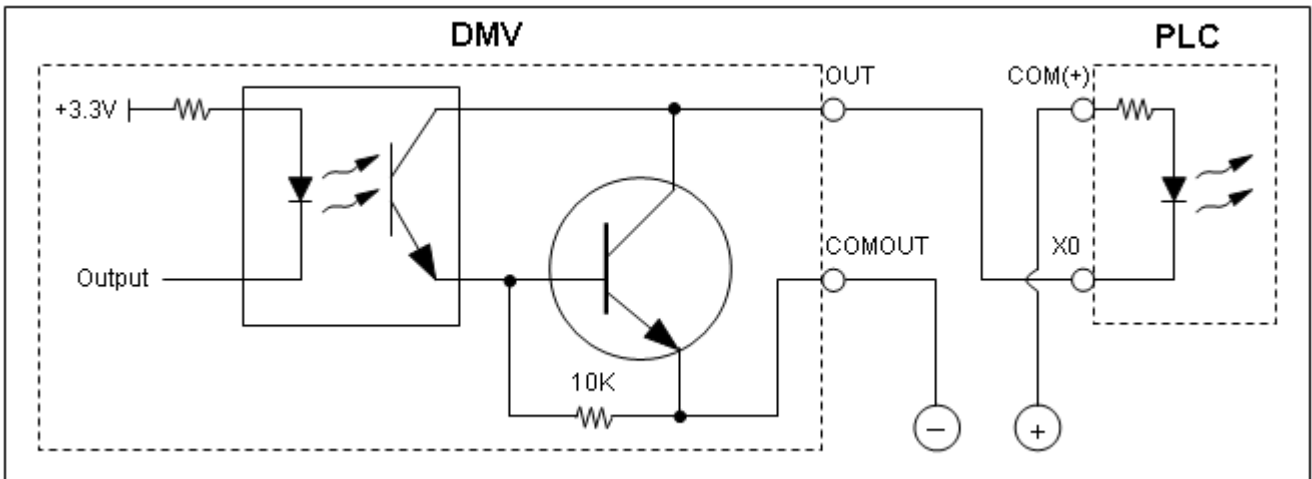 DMV
PLC
OUT
COM(+)
+3.3V
COMOUT
X0
Output
10K
− +